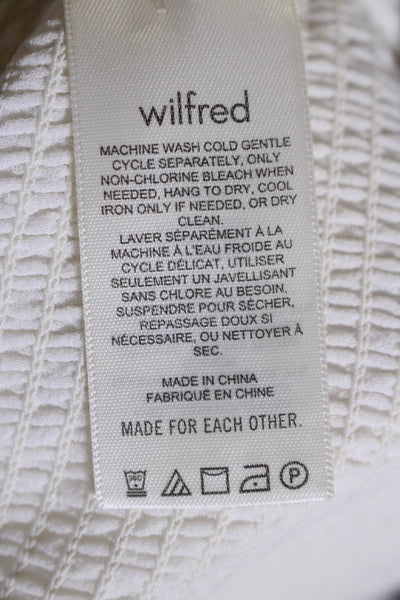 wilfred
MACHINE WASH COLD GENTLE
CYCLE SEPARATELY, ONLY
NON-CHLORINE BLEACH WHEN
NEEDED, HANG TO DRY, COOL
IRON ONLY IF NEEDED, OR DRY
CLEAN.
LAVER SÉPARÉMENT À LA
MACHINE À L'EAU FROIDE AU
CYCLE DÉLICAT, UTILISER
SEULEMENT UN JAVELLISANT
SANS CHLORE AU BESOIN,
SUSPENDRE POUR SÉCHER,
REPASSAGE DOUX SI
NÉCESSAIRE, OU NETTOYER À
SEC.
MADE IN CHINA
FABRIQUÉ EN CHINE
MADE FOR EACH OTHER.
P